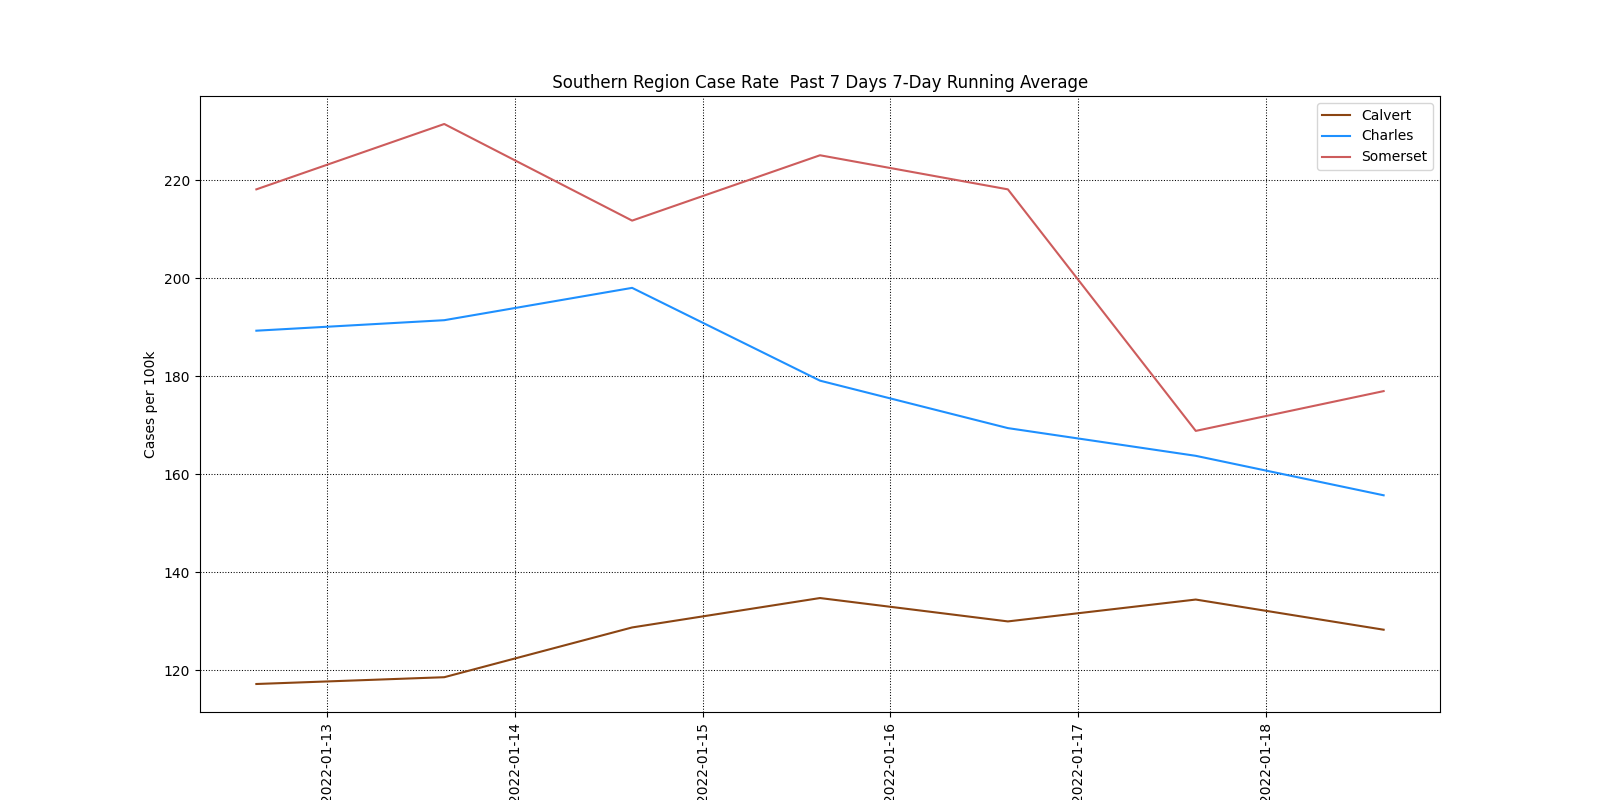 Southern Region Case Rate  Past 7 Days 7-Day Running Average
Calvert
Charles
Somerset
220
200
180
160
140
120
Cases per 100k
2022-01-13
2022-01-14
2022-01-15
2022-01-16
2022-01-17
2022-01-18